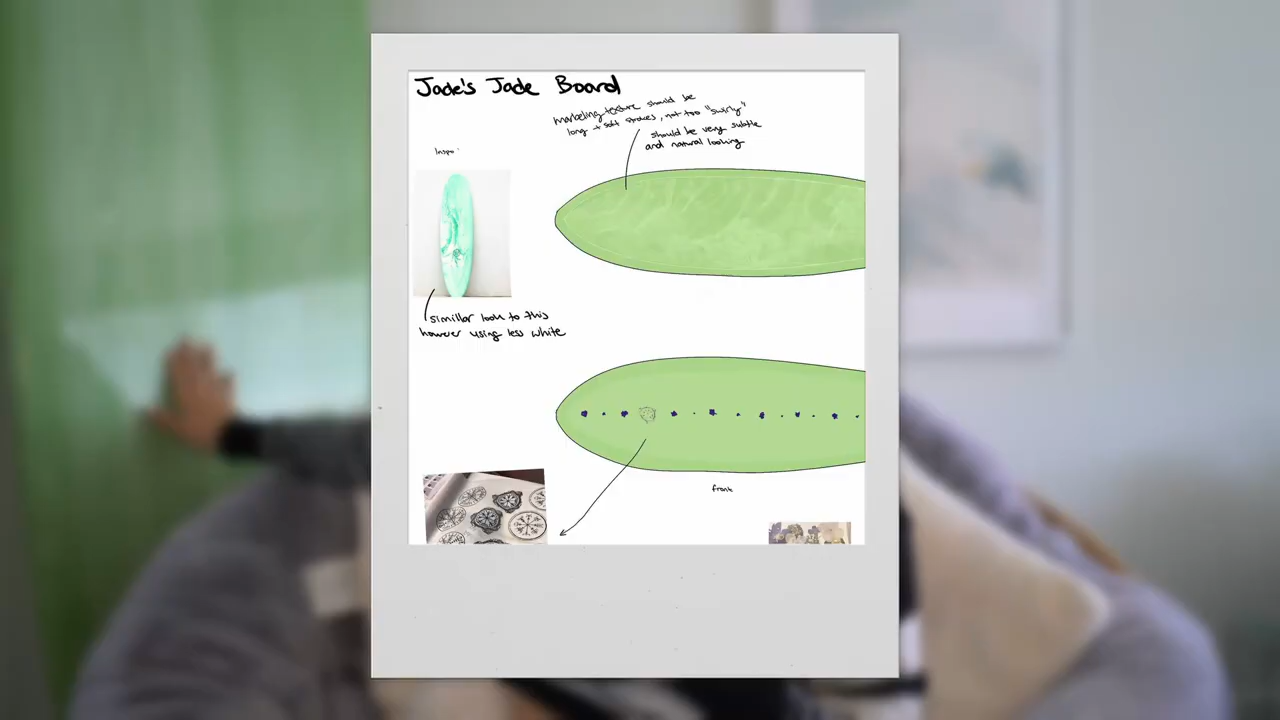 Jade's Jade Board
marbeling texture should be
long + soft strokes, not too "swirly"
should be very subtle
and natural looking
Inspo
simillar look to this
however using less white
front